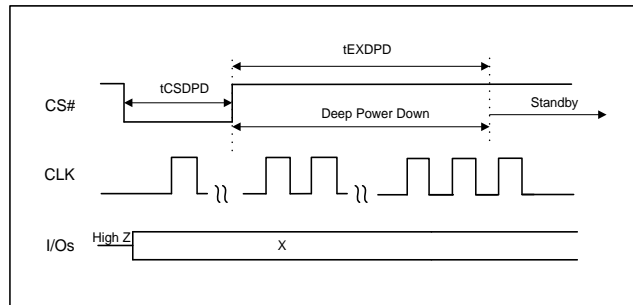 tEXDPD
tCSDPD
CS#
Deep Power Down
Standby
CLK
High Z
I/Os
X